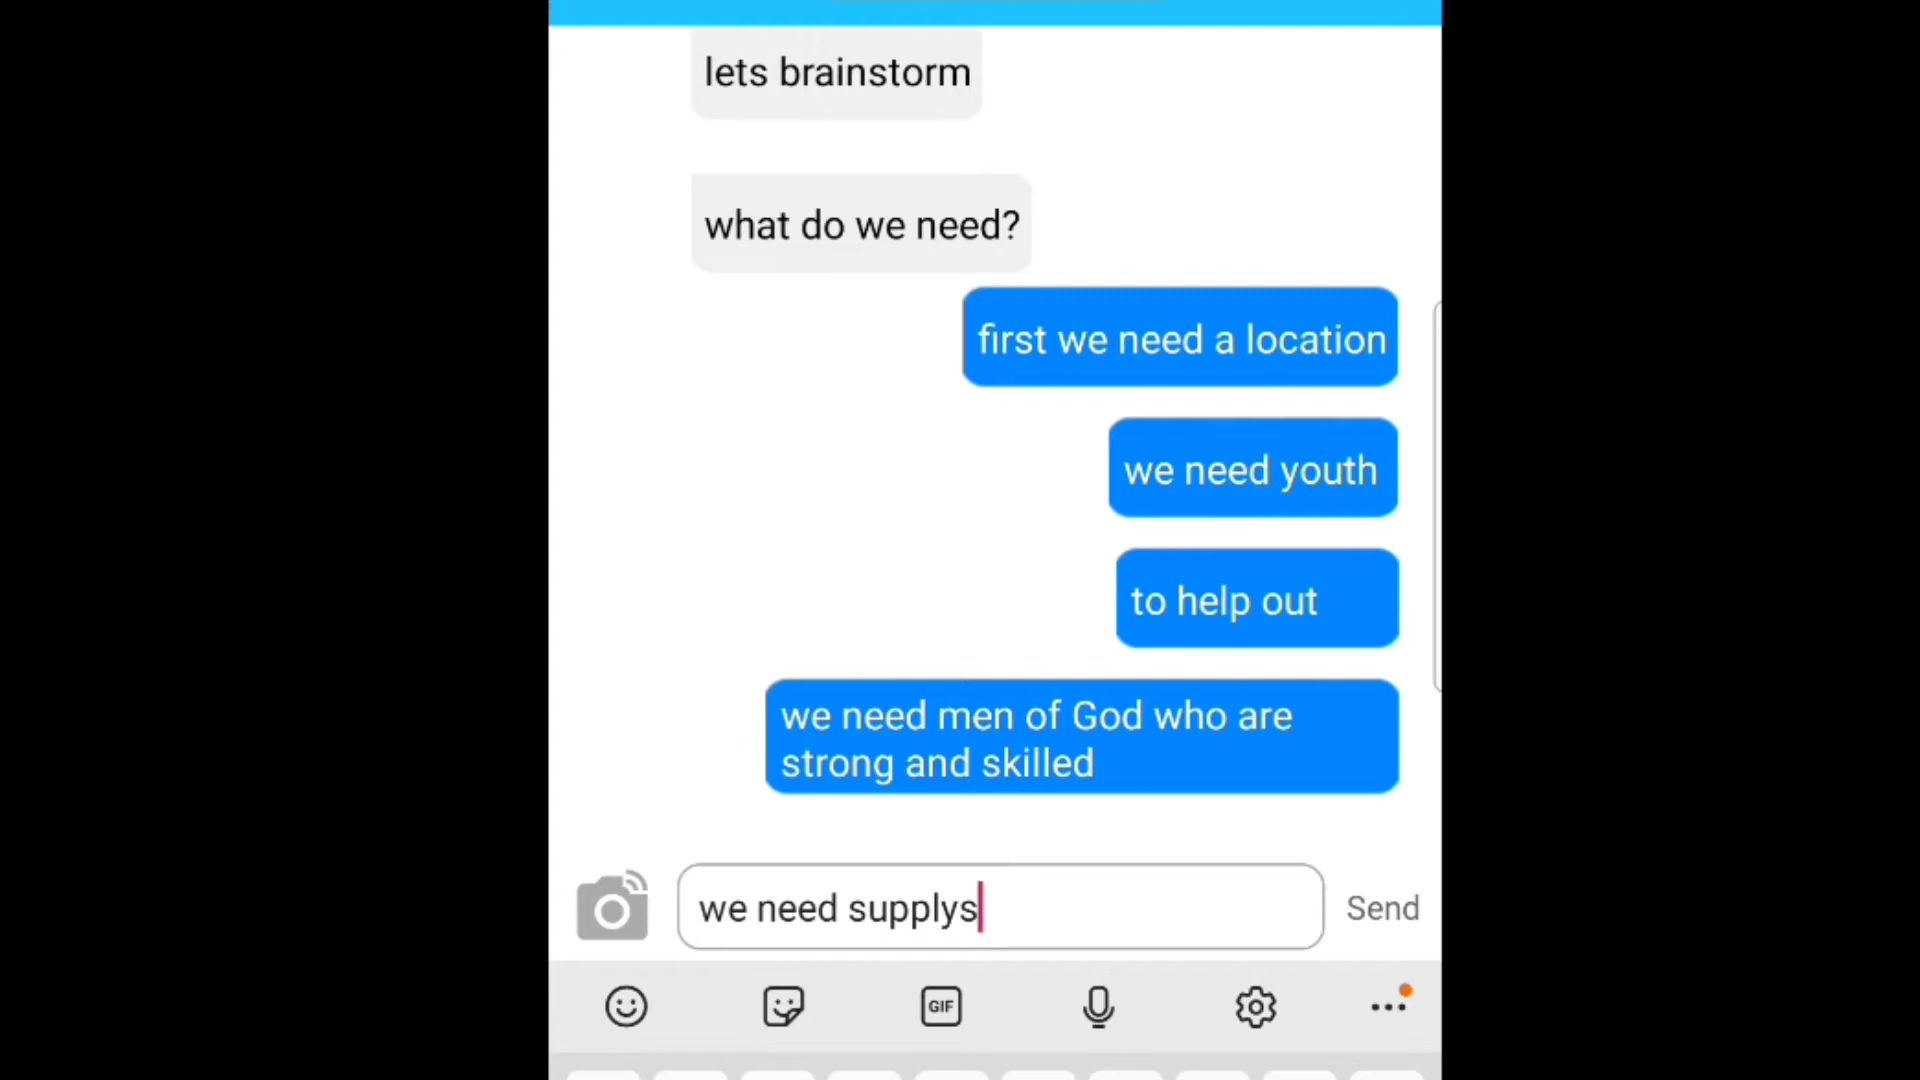 lets brainstorm
what do we need?
first we need a location
we need youth
to help out
we need men of God who are
strong and skilled
we need supplys
Send
GIF